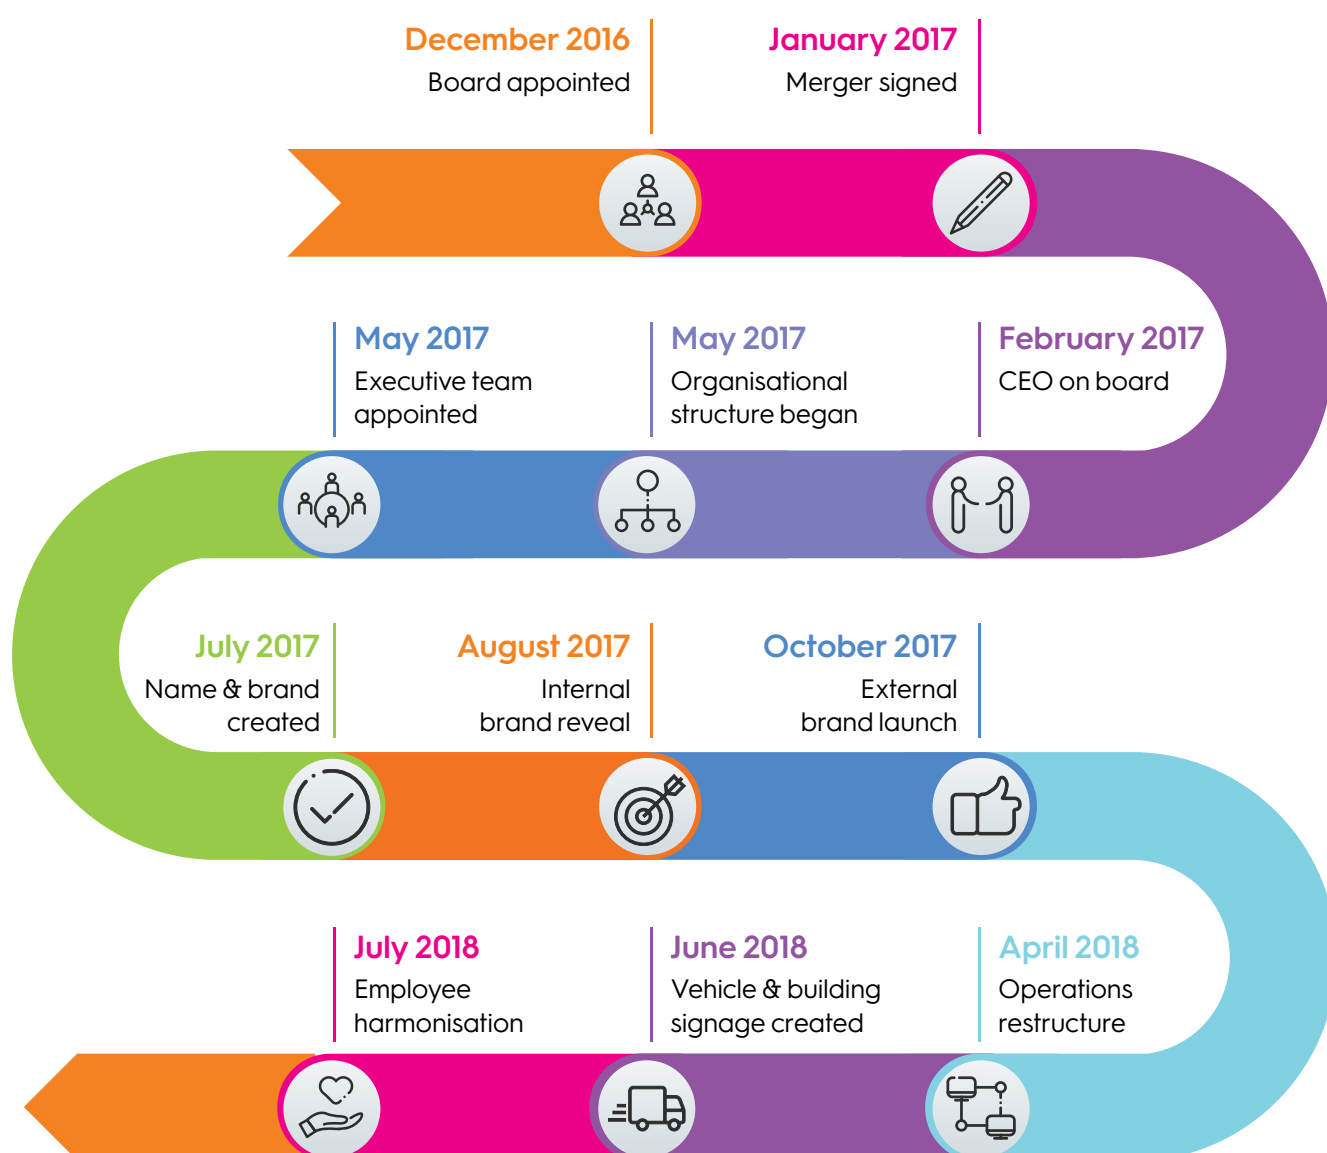 December 2016
Board appointed
January 2017
Merger signed
May 2017
Executive team
appointed
May 2017
Organisational
structure began
February 2017
CEO on board
July 2017
Name & brand
created
August 2017
Internal
brand reveal
October 2017
External
brand launch
July 2018
Employee
harmonisation
June 2018
Vehicle & building
signage created
April 2018
Operations
restructure